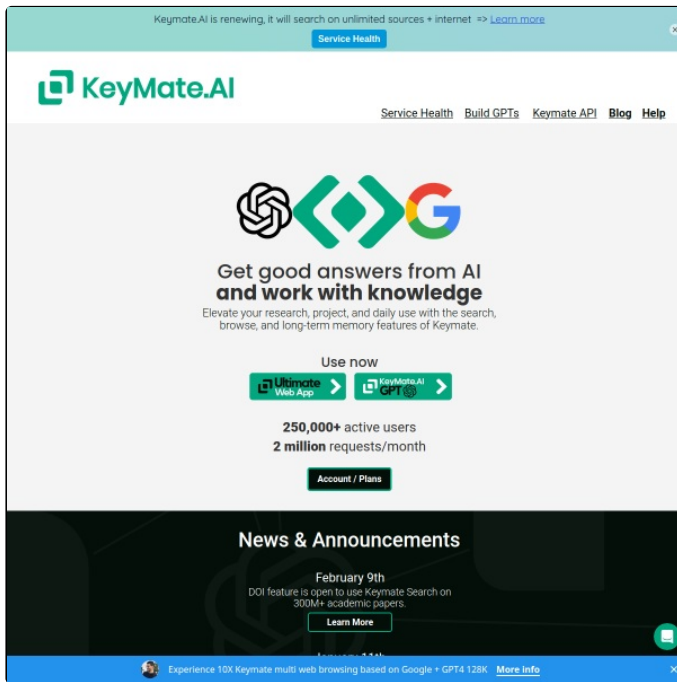 Keymate.AI is renewing, it will search on unlimited sources + internet => Learn more
Service Health
KeyMate.AI
Service Health Build GPTs Keymate API Blog Help
Get good answers from AI
and work with knowledge
Elevate your research, project, and daily use with the search,
browse, and long-term memory features of Keymate.
Use now
Ultimate
Web App
KeyMate.AI
GPT
250,000+ active users
2 million requests/month
Account / Plans
News & Announcements
February 9th
DOI feature is open to use Keymate Search on
300M+ academic papers.
Learn More
January 11th
Experience 10X Keymate multi web browsing based on Google + GPT4 128K More Info